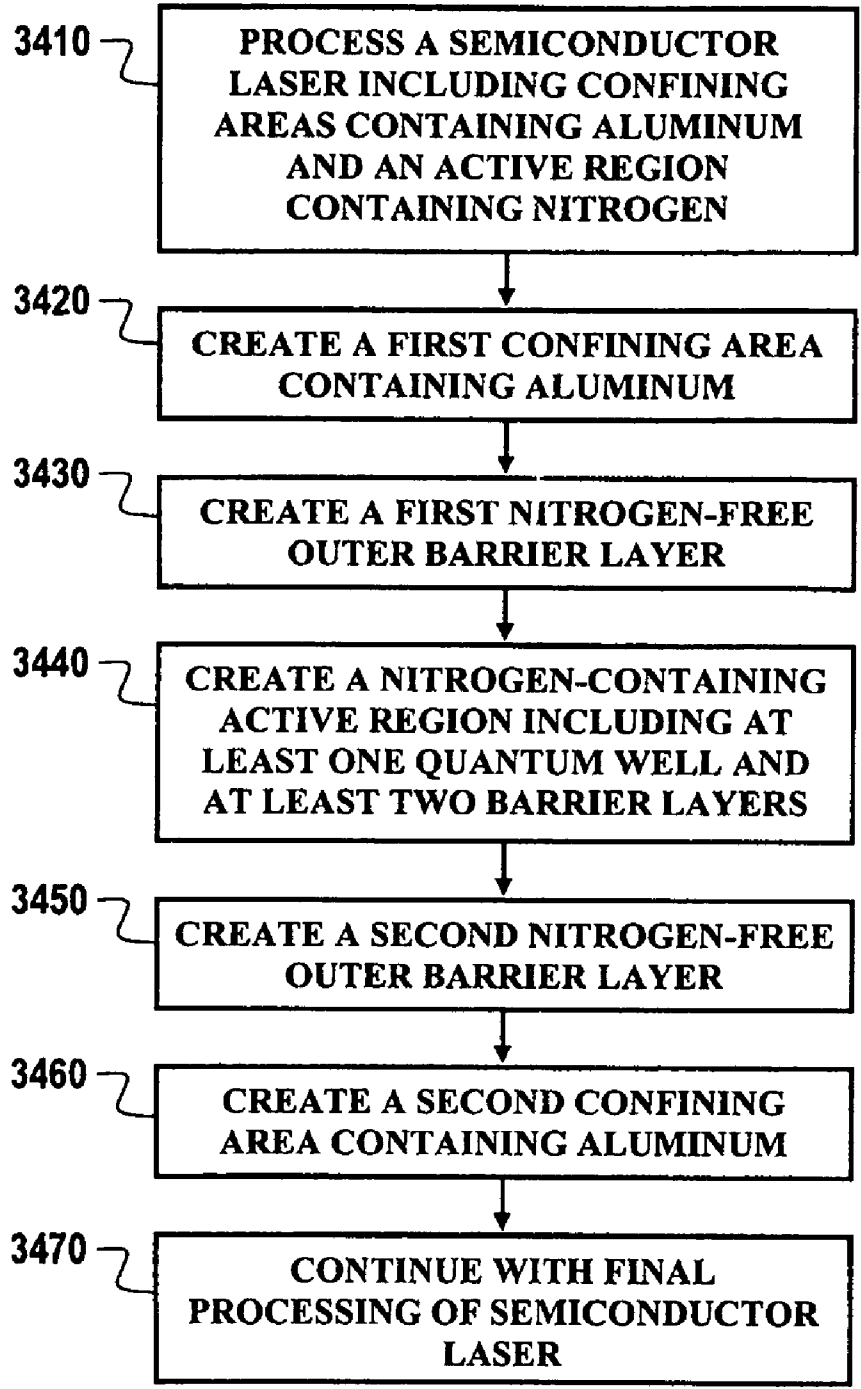 3410
PROCESS A SEMICONDUCTOR
LASER INCLUDING CONFINING
AREAS CONTAINING ALUMINUM
AND AN ACTIVE REGION
CONTAINING NITROGEN
3420
CREATE A FIRST CONFINING AREA
CONTAINING ALUMINUM
3430
CREATE A FIRST NITROGEN-FREE
OUTER BARRIER LAYER
3440
CREATE A NITROGEN-CONTAINING
ACTIVE REGION INCLUDING AT
LEAST ONE QUANTUM WELL AND
AT LEAST TWO BARRIER LAYERS
3450
CREATE A SECOND NITROGEN-FREE
OUTER BARRIER LAYER
3460
CREATE A SECOND CONFINING
AREA CONTAINING ALUMINUM
3470
CONTINUE WITH FINAL
PROCESSING OF SEMICONDUCTOR
LASER